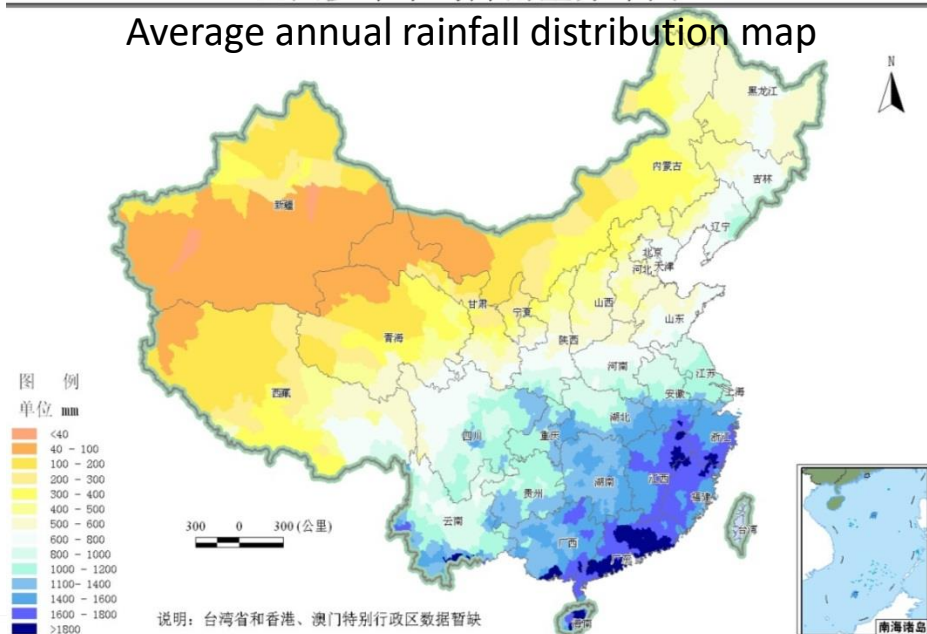 Average annual rainfall distribution map
N
黑龙江
内蒙古
吉林
新疆
辽宁
北京
天津
河北
甘肃
宁夏
山西
山东
青海
陕西
河南
江苏
西藏
安徽
上海
湖北
四川
重庆
浙江
湖南
江西
贵州
福建
云南
台湾
广西
广东
海南
图 例
单位 mm
<40
40 - 100
100 - 200
200 - 300
300 - 400
400 - 500
500 - 600
600 - 800
800 - 1000
1000 - 1200
1100- 1400
1400 - 1600
1600 - 1800
>1800
300 0 300(公里)
说明：台湾省和香港、澳门特别行政区数据暂缺
南海诸岛